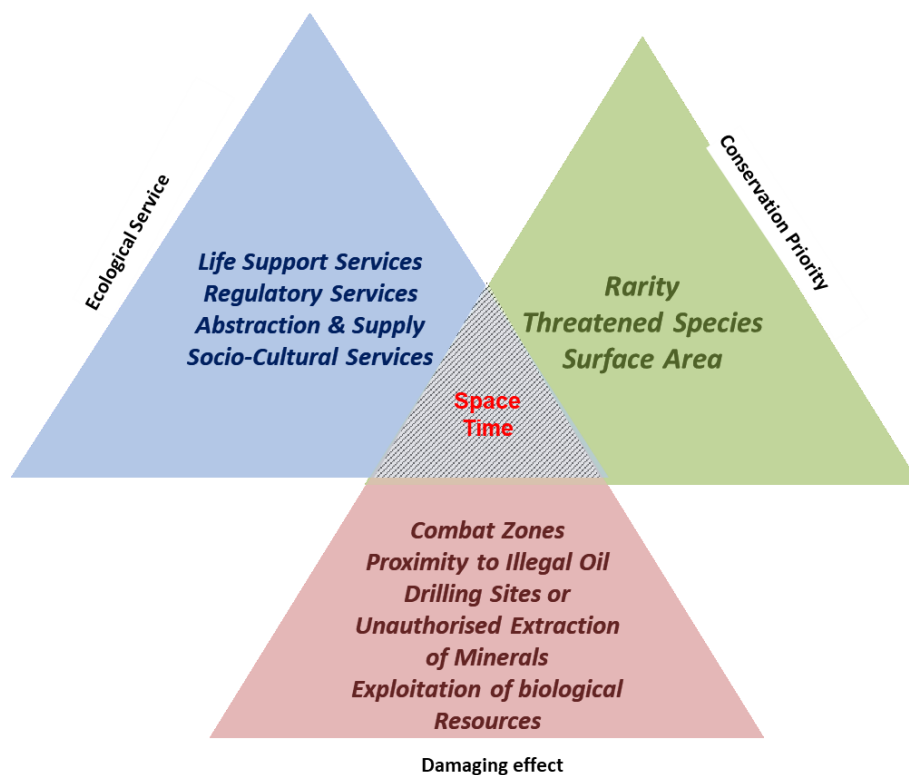 Ecological Service
Life Support Services
Regulatory Services
Abstraction & Supply
Socio-Cultural Services
Conservation Priority
Rarity
Threatened Species
Surface Area
Space
Time
Combat Zones
Proximity to Illegal Oil
Drilling Sites or
Unauthorised Extraction
of Minerals
Exploitation of biological
Resources
Damaging effect